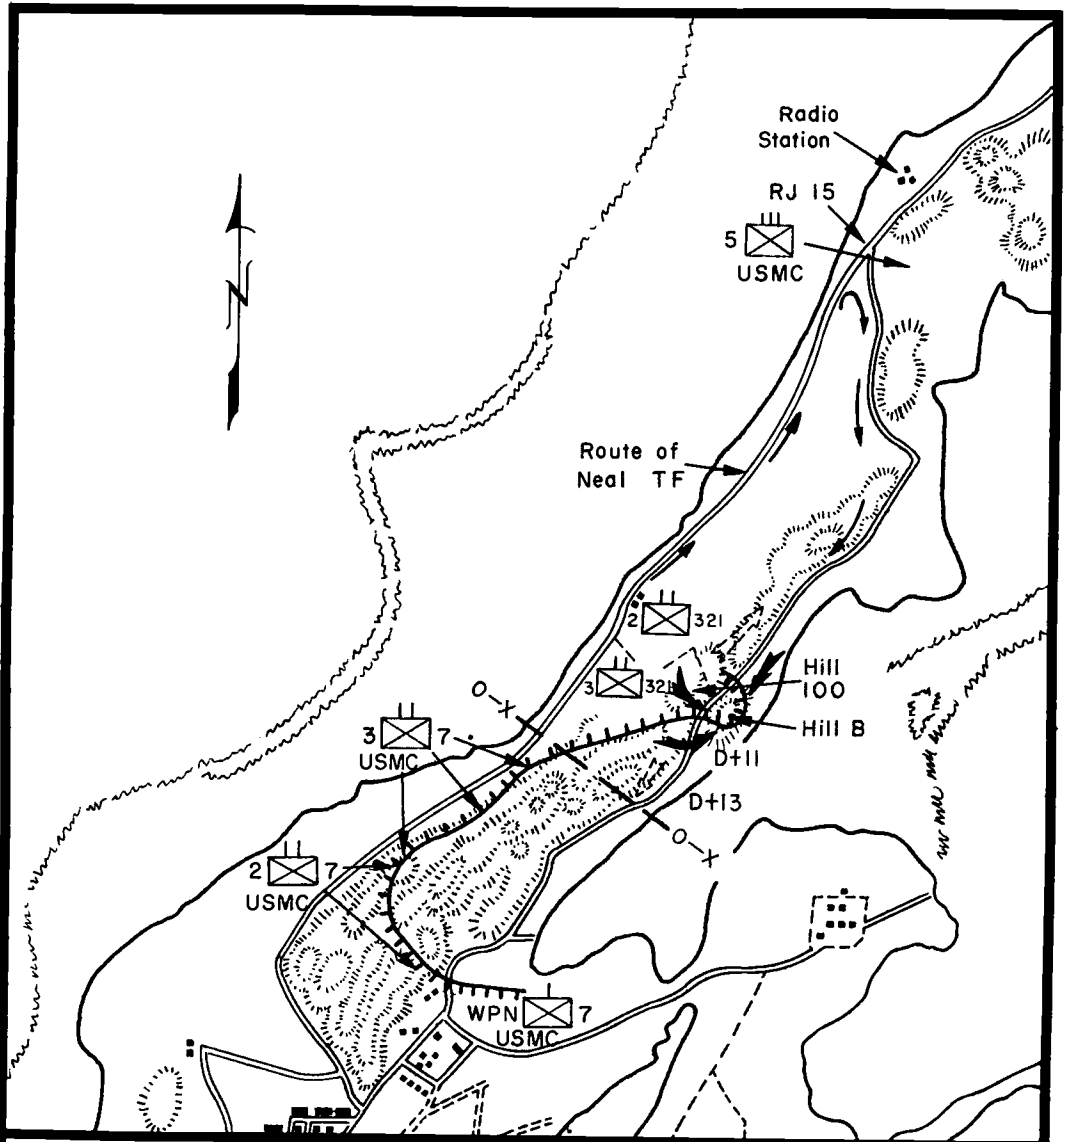 Radio
Station
RJ 15
5
USMC
N
Route of
Neal TF
2 321
3 321
Hill
100
O-X
Hill B
3 7
USMC
D+11
D+13
O-X
2 7
USMC
WPN 7
USMC